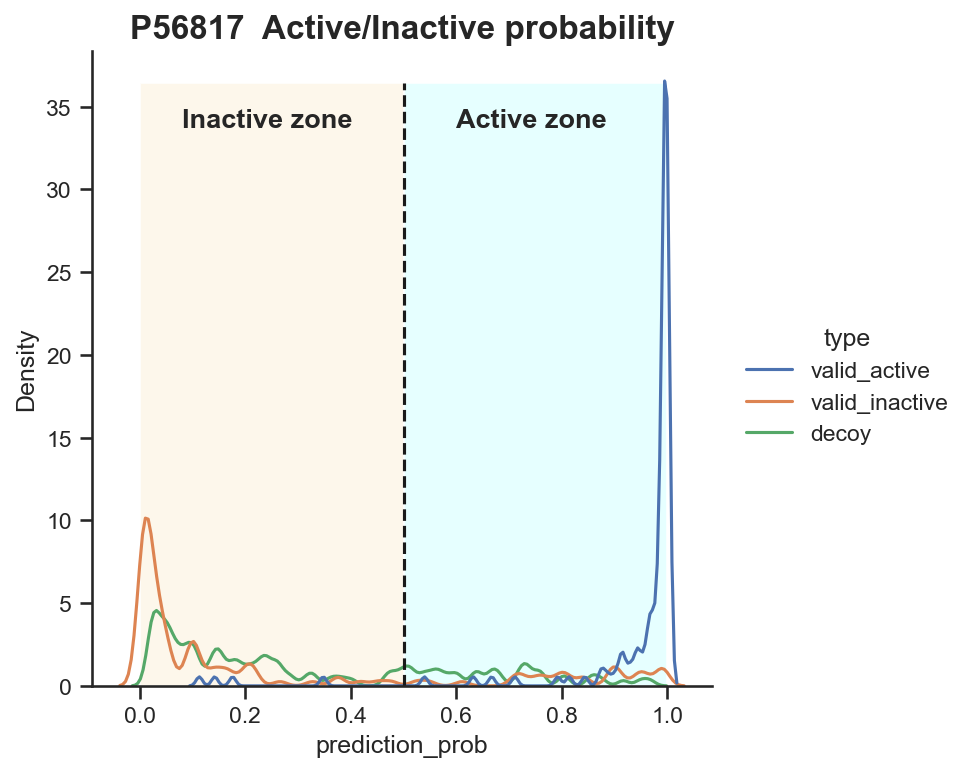 P56817  Active/Inactive probability
Inactive zone
Active zone
Density
35
30
25
20
15
10
5
0
0.0
0.2
0.4
0.6
0.8
1.0
prediction_prob
type
valid_active
valid_inactive
decoy